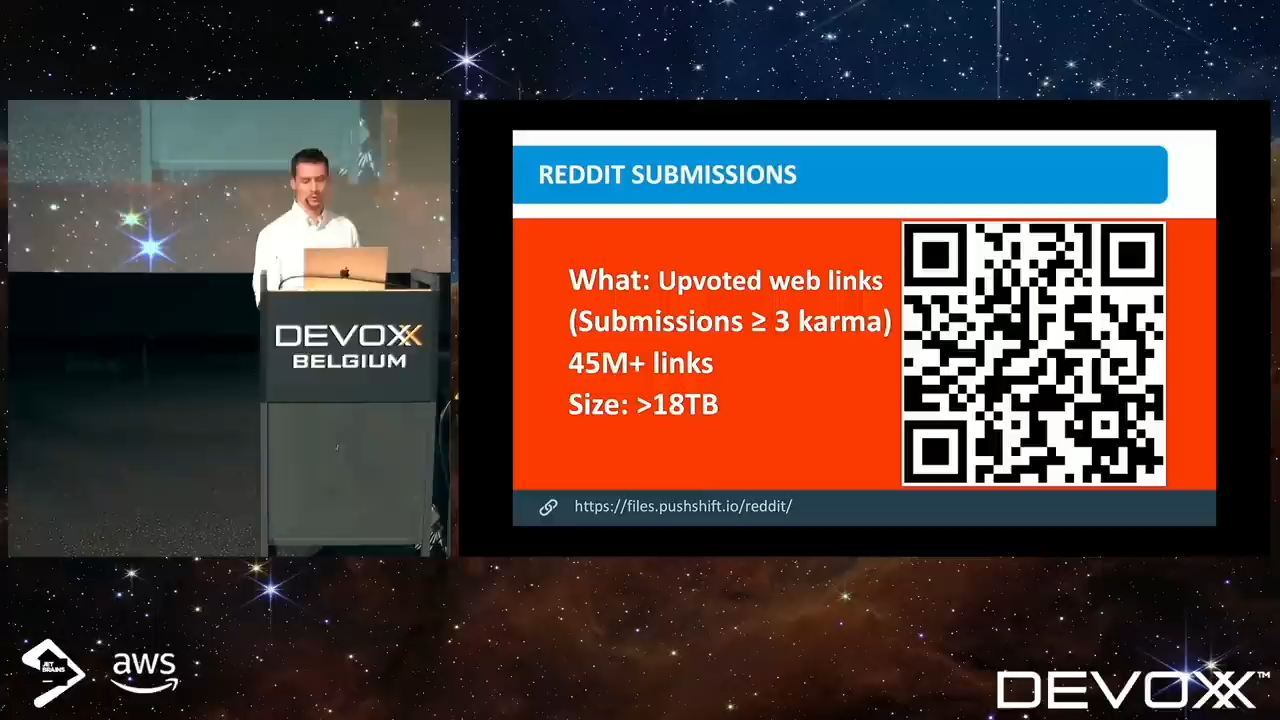 REDDIT SUBMISSIONS
What: Upvoted web links
(Submissions ≥ 3 karma)
45M+ links
Size: >18TB
https://files.pushshift.io/reddit/
DEVOXX
BELGIUM
JET
BRAINS
aws
DEVOXX™